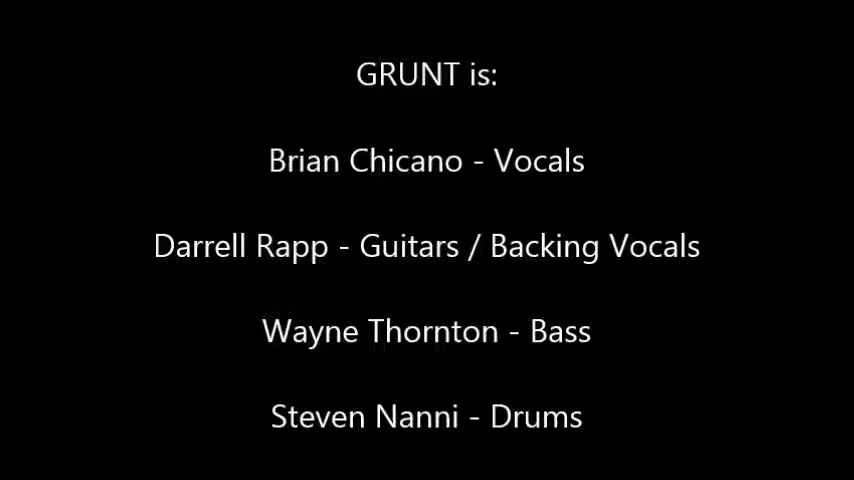 GRUNT is:
Brian Chicano - Vocals
Darrell Rapp - Guitars / Backing Vocals
Wayne Thornton - Bass
Steven Nanni - Drums